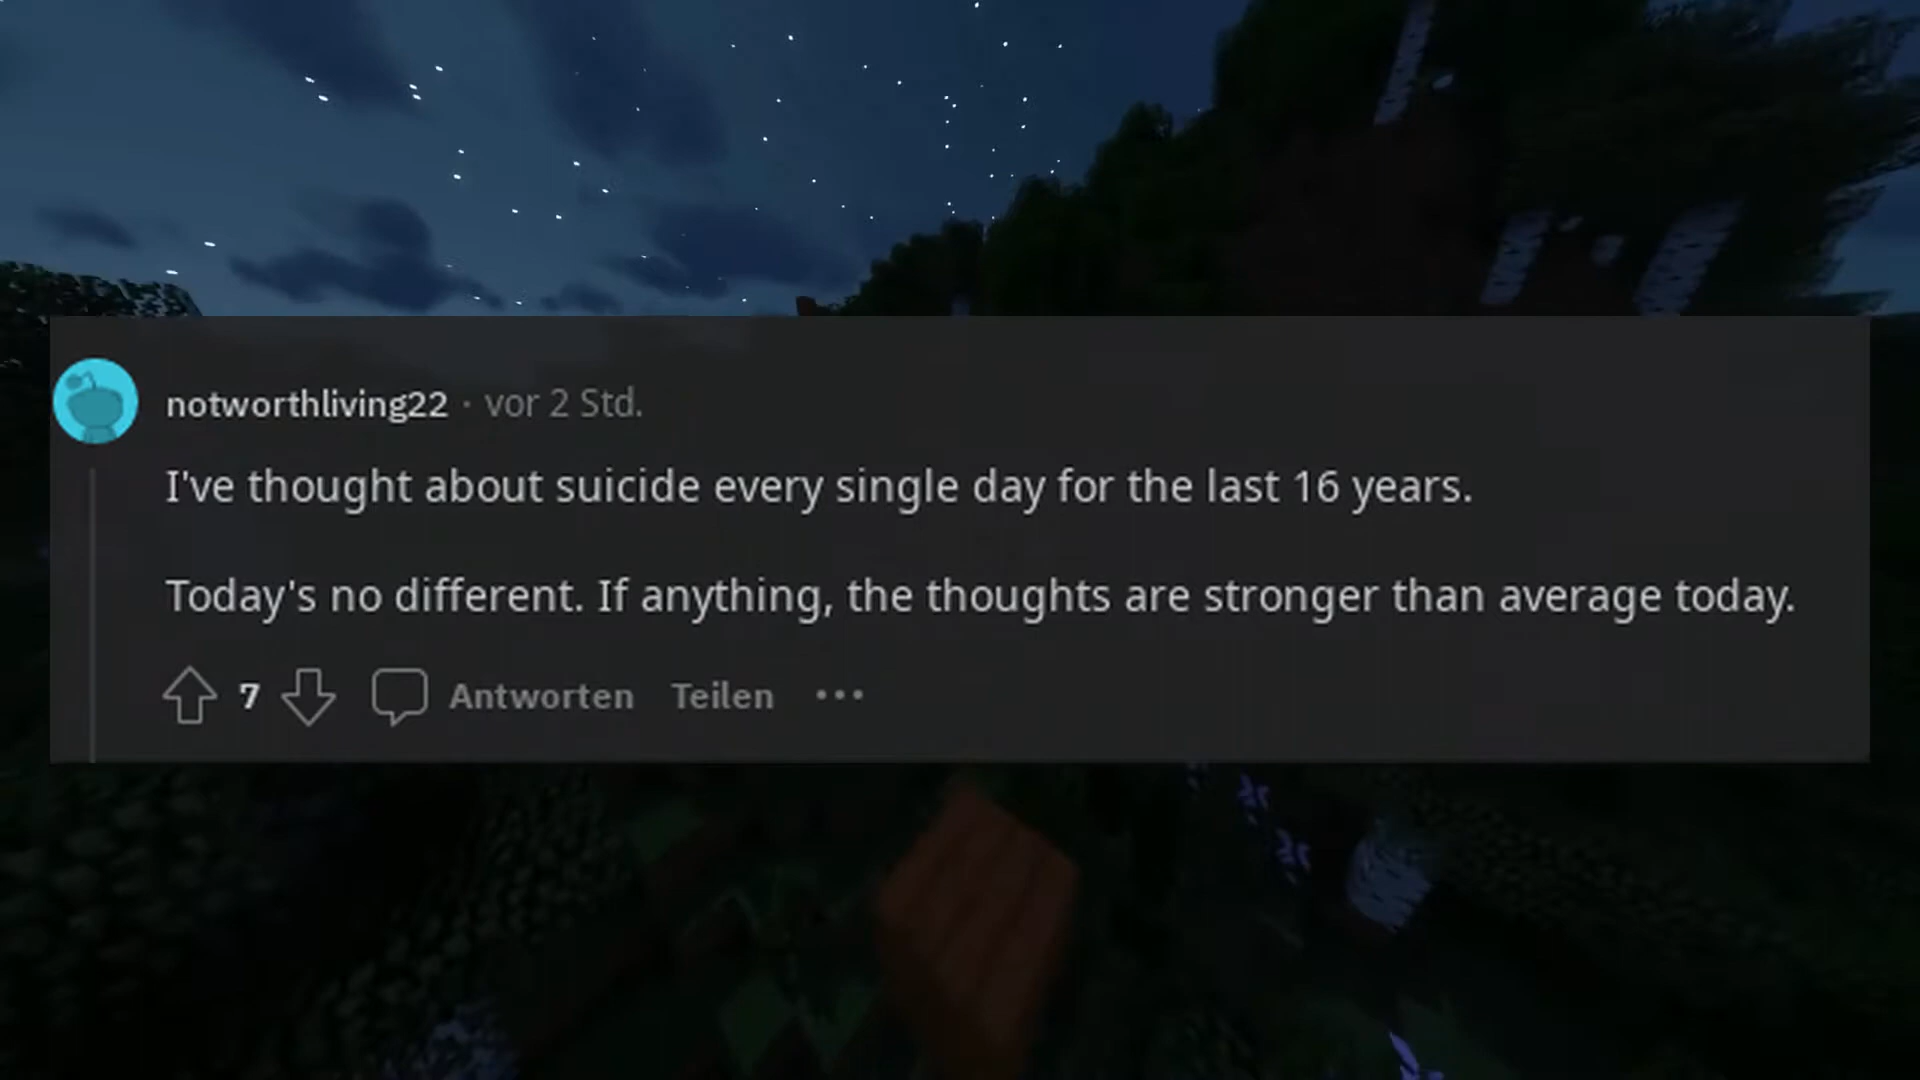 notworthliving22 · vor 2 Std.
I've thought about suicide every single day for the last 16 years.
Today's no different. If anything, the thoughts are stronger than average today.
7 Antworten Teilen ...